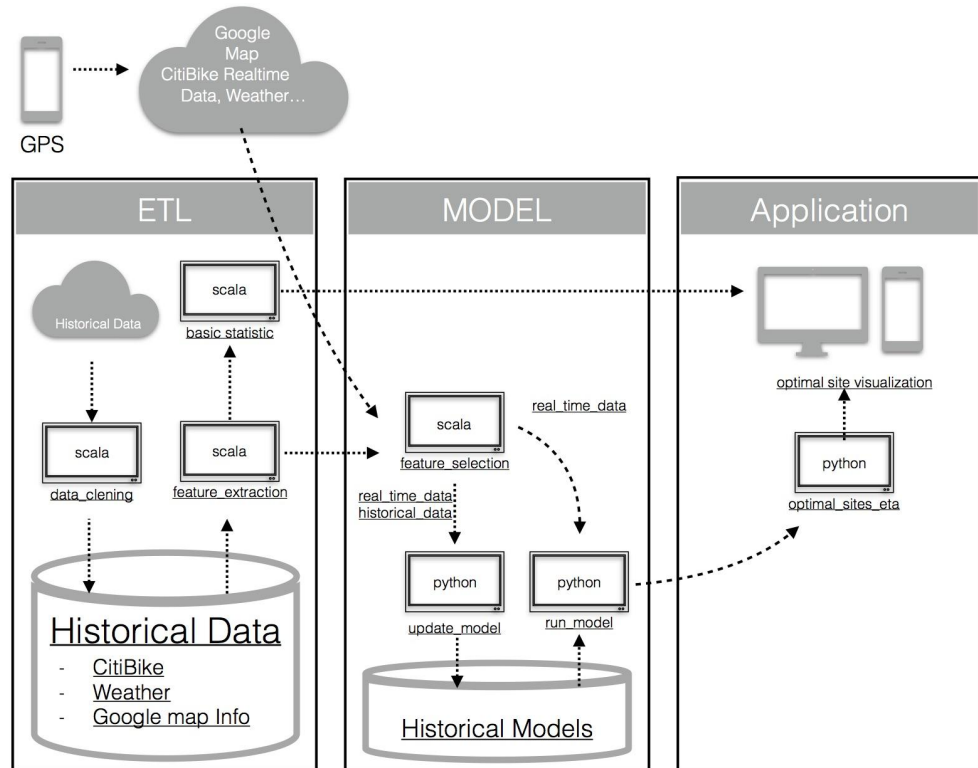 Google
Map
CitiBike Realtime
Data, Weather...
GPS
ETL
MODEL
Application
Historical Data
scala
basic statistic
scala
data_clening
scala
feature_extraction
Historical Data
- CitiBike
- Weather
- Google map Info
scala
feature_selection
real_time_data
real_time_data
historical_data
python
update_model
python
run_model
Historical Models
optimal site visualization
python
optimal_sites_eta